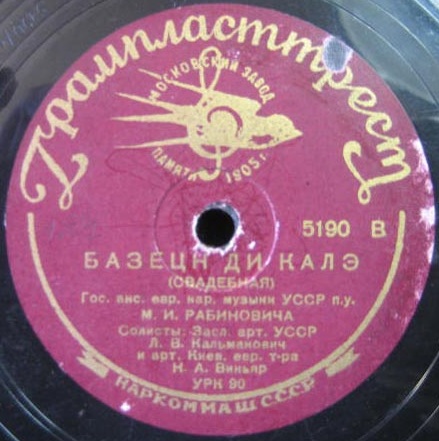 Грампласттрест
МОСКОВСКИЙ ЗАВОД
ПАМЯТИ 1905 г.
5190 В
БАЗЕЦН ДИ КАЛЭ
(СВАДЕБНАЯ)
Гос. анс. евр. нар. музыки УССР п.у.
М. И. РАБИНОВИЧА
Солисты: Засл. арт. УССР
Л. В. Кальманович
и арт. Киев. евр. т-ра
Н. А. Виньяр
УРК 90
НАРКОММАШ СССР